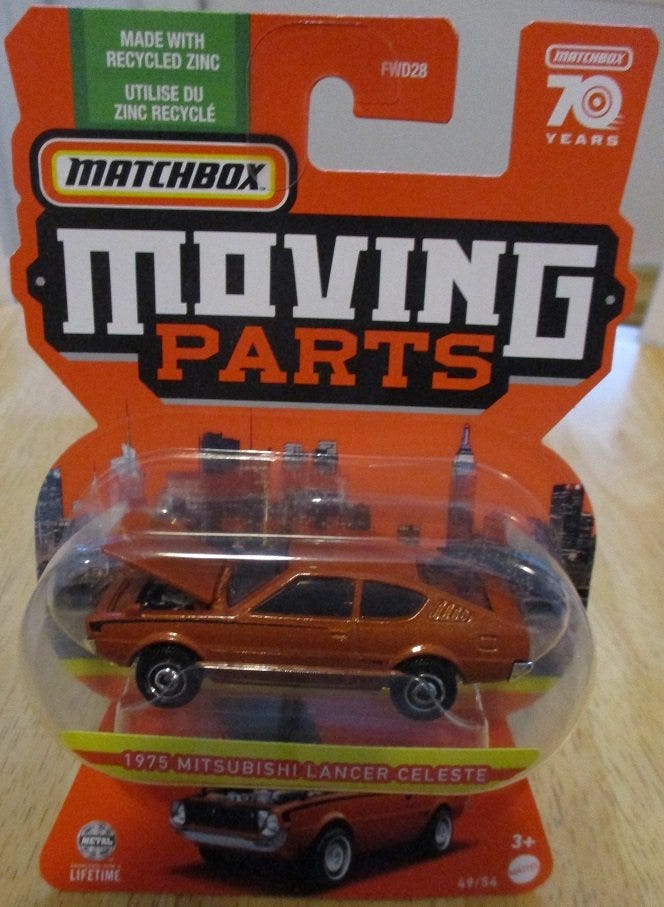 MADE WITH
RECYCLED ZINC
UTILISE DU
ZINC RECYCLÉ
FWD28
MATCHBOX
70
YEARS
MATCHBOX
MOVING
PARTS
1975 MITSUBISHI LANCER CELESTE
METAL
LIFETIME
3+
MATTEL
49/54